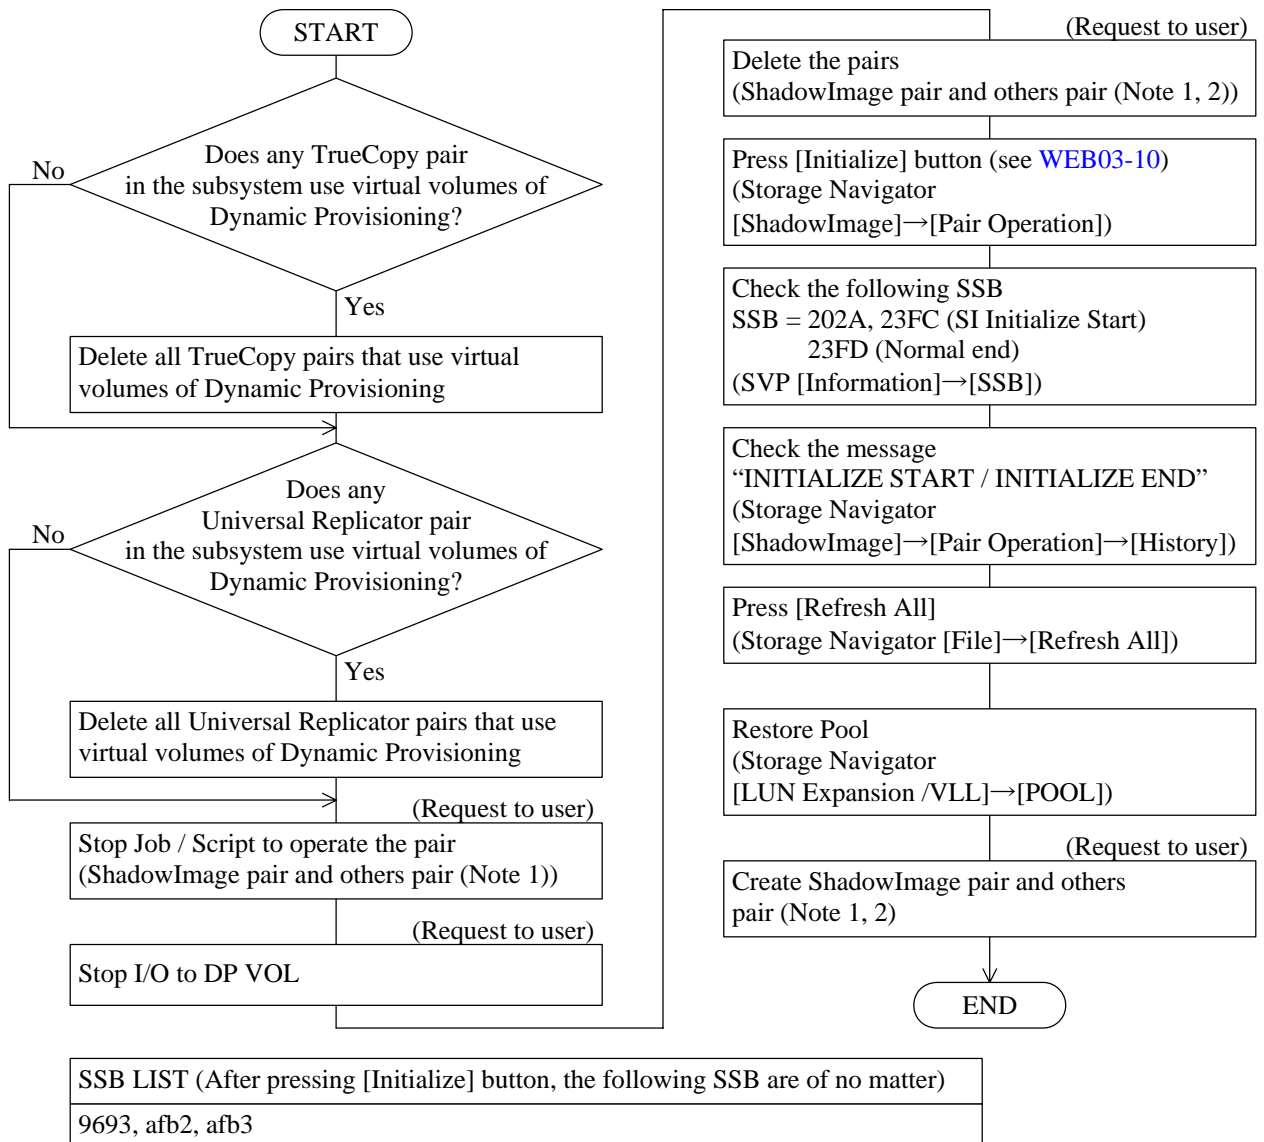 START
Does any TrueCopy pair
in the subsystem use virtual volumes of
Dynamic Provisioning?
No
Yes
Delete all TrueCopy pairs that use virtual
volumes of Dynamic Provisioning
Does any
Universal Replicator pair
in the subsystem use virtual volumes of
Dynamic Provisioning?
No
Yes
Delete all Universal Replicator pairs that use
virtual volumes of Dynamic Provisioning
(Request to user)
Stop Job / Script to operate the pair
(ShadowImage pair and others pair (Note 1))
(Request to user)
Stop I/O to DP VOL
(Request to user)
Delete the pairs
(ShadowImage pair and others pair (Note 1, 2))
Press [Initialize] button (see WEB03-10)
(Storage Navigator
[ShadowImage]→[Pair Operation])
Check the following SSB
SSB = 202A, 23FC (SI Initialize Start)
23FD (Normal end)
(SVP [Information]→[SSB])
Check the message
“INITIALIZE START / INITIALIZE END”
(Storage Navigator
[ShadowImage]→[Pair Operation]→[History])
Press [Refresh All]
(Storage Navigator [File]→[Refresh All])
Restore Pool
(Storage Navigator
[LUN Expansion /VLL]→[POOL])
(Request to user)
Create ShadowImage pair and others
pair (Note 1, 2)
END
SSB LIST (After pressing [Initialize] button, the following SSB are of no matter)
9693, afb2, afb3